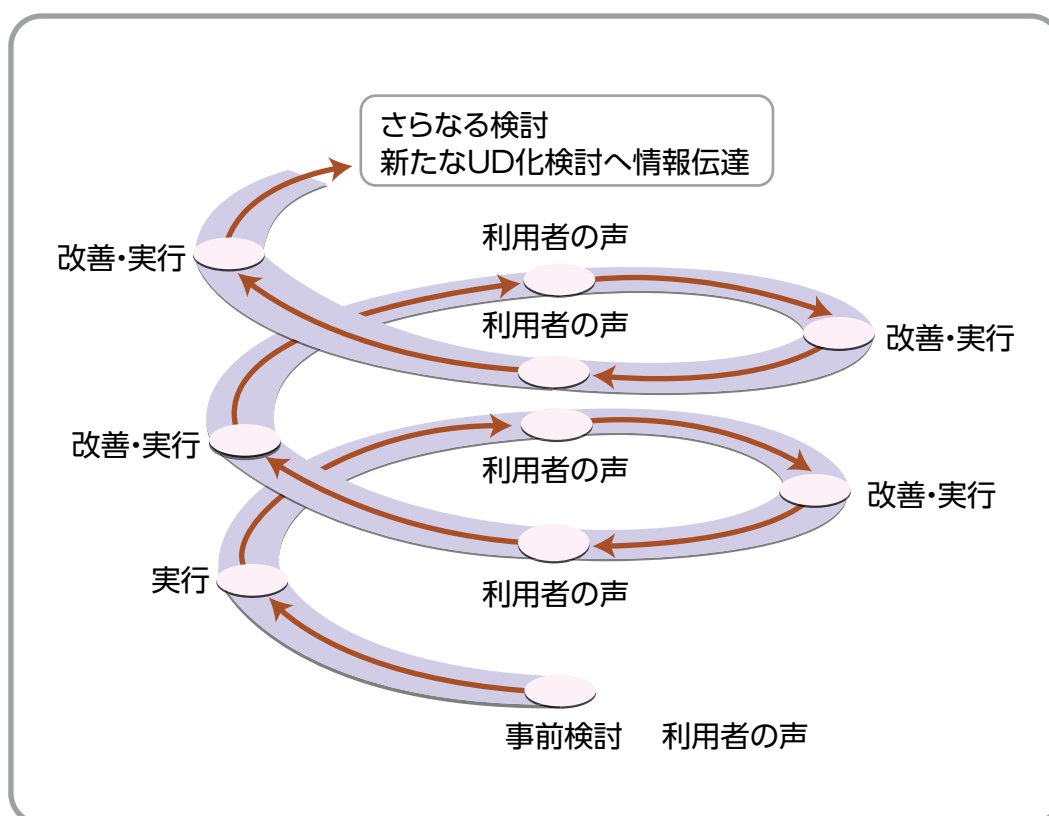 さらなる検討
新たなUD化検討へ情報伝達
利用者の声
改善・実行
利用者の声
改善・実行
改善・実行
利用者の声
改善・実行
実行
利用者の声
事前検討　利用者の声